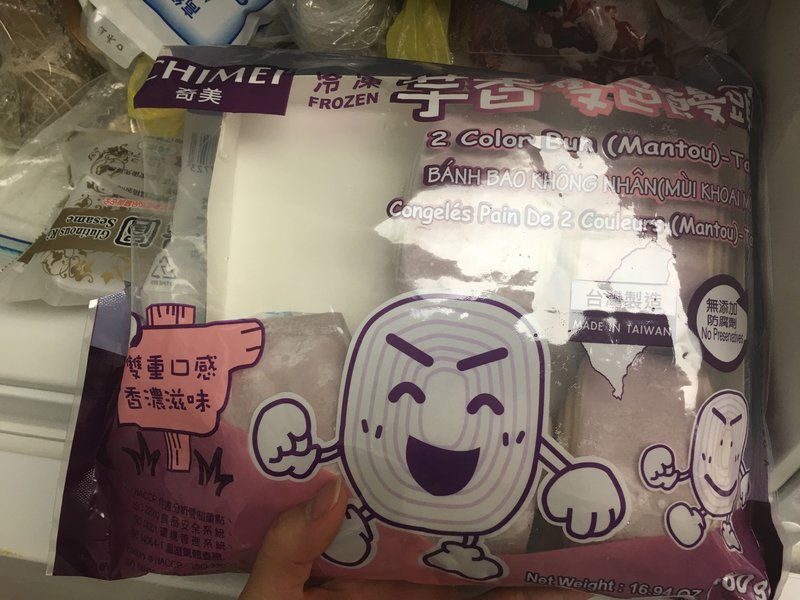 CHIMEI
奇美
冷凍
FROZEN
芋香雙色饅頭
2 Color Bun (Mantou)-Ta
BÁNH BAO KHÔNG NHÂN(MÙI KHOAI M
Congelés Pain De 2 Couleurs (Mantou)-T
台灣製造
MADE IN TAIWAN
無添加
防腐劑
No Preservatives
雙重口感
香濃滋味
Net Weight : 16.94 OZ
Glutinous R
Sesame